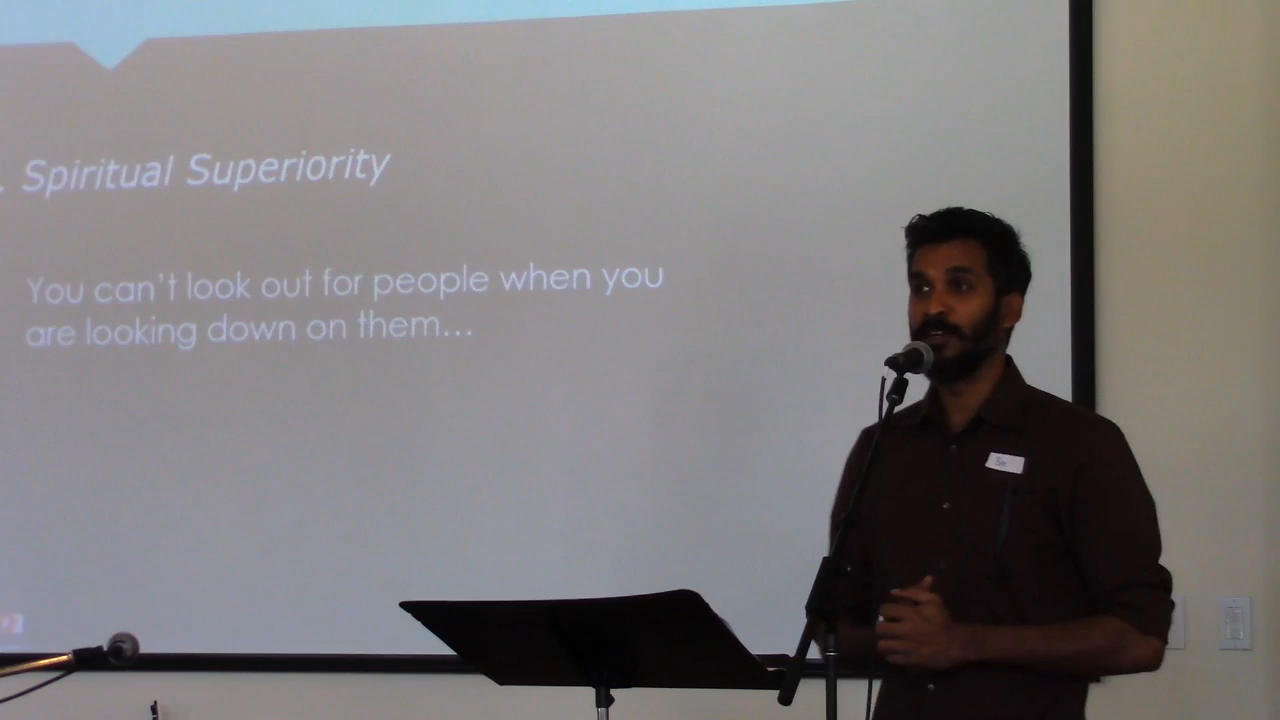 . Spiritual Superiority
You can't look out for people when you
are looking down on them...